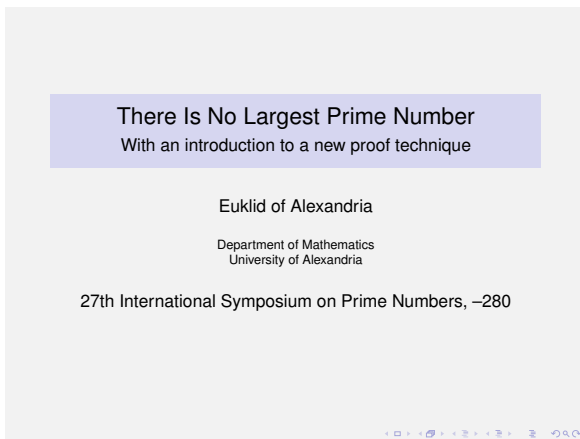 There Is No Largest Prime Number
With an introduction to a new proof technique
Euklid of Alexandria
Department of Mathematics
University of Alexandria
27th International Symposium on Prime Numbers, –280